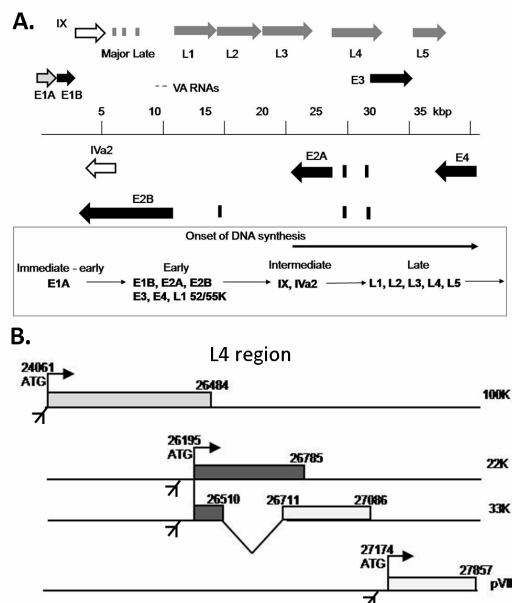 A.
IX
Major Late
L1 L2 L3 L4 L5
E1A E1B
VA RNAs
E3
5 10 15 20 25 30 35 kbp
IVa2
E2A
E4
E2B
Onset of DNA synthesis
Immediate - early Early Intermediate Late
E1A E1B, E2A, E2B IX, IVa2 L1, L2, L3, L4, L5
E3, E4, L1 52/55K
B.
L4 region
24061
ATG
26484
100K
26195
ATG
26785
22K
26510 26711 27086
33K
27174
ATG
27857